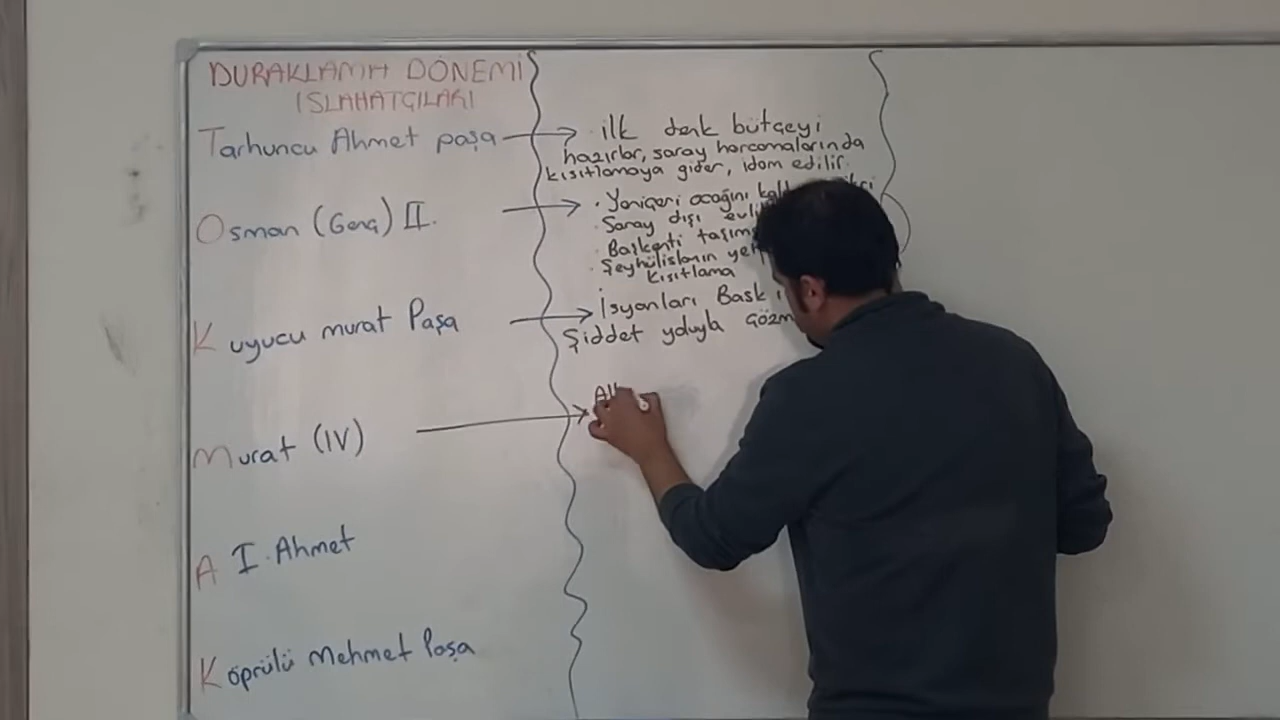 DURAKLAMA DÖNEMİ
ISLAHATÇILARI
Tarhuncu Ahmet paşa → ilk denk bütçeyi
hazırlar, saray harcamalarında
kısıtlamaya gider, idam edilir.
Osman (Genç) II. → • Yeniçeri ocağını
• Saray dışı
• Başkenti
• Şeyhülislamın
kısıtlama
Kuyucu murat Paşa → İsyanları
Şiddet yoluyla
Murat (IV) →
A I. Ahmet
Köprülü Mehmet Paşa